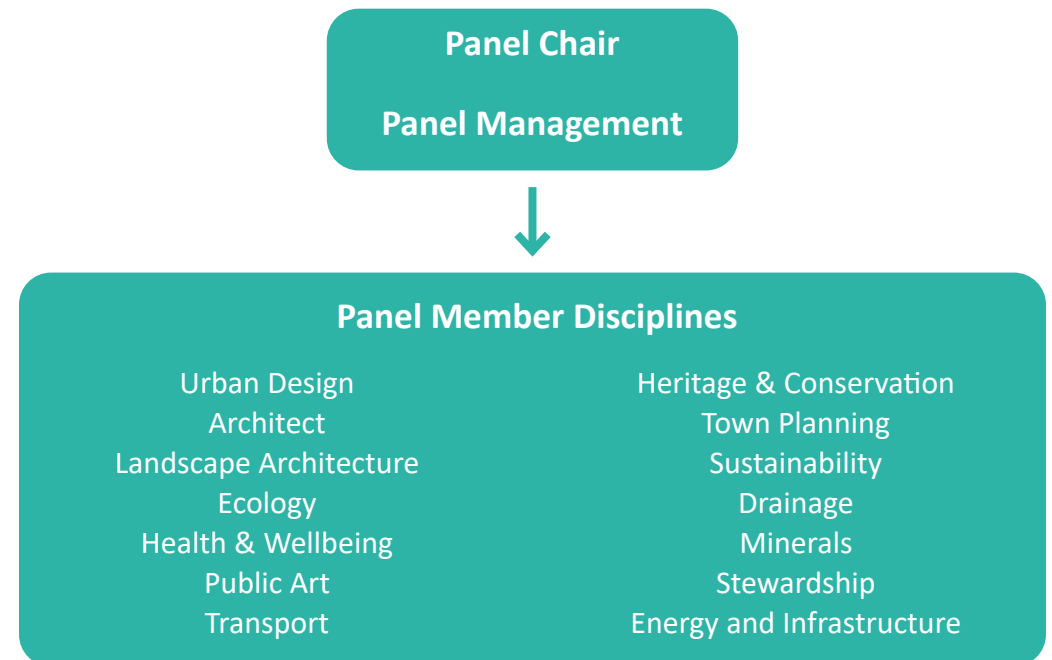 Panel Chair
Panel Management
Panel Member Disciplines
Urban Design
Architect
Landscape Architecture
Ecology
Health & Wellbeing
Public Art
Transport
Heritage & Conservation
Town Planning
Sustainability
Drainage
Minerals
Stewardship
Energy and Infrastructure